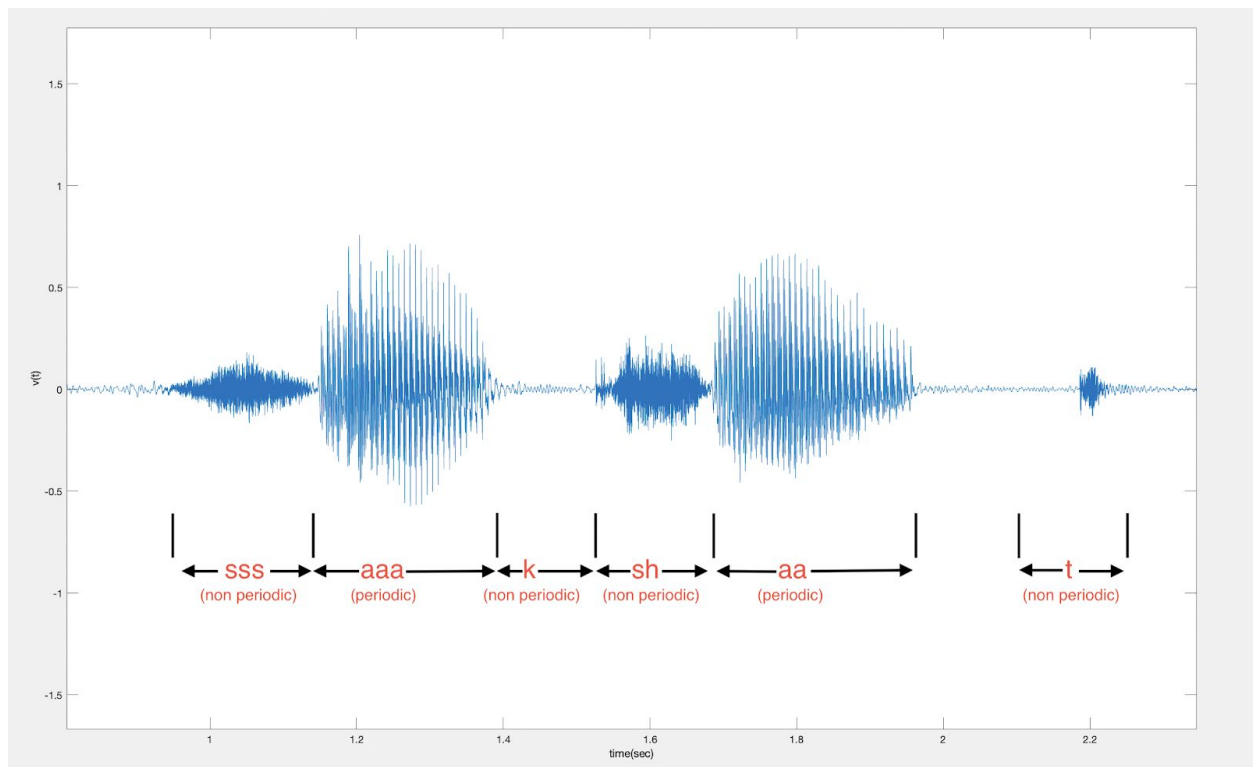 1.5
1
0.5
v(t)
0
-0.5
sss aaa k sh aa t
(non periodic) (periodic) (non periodic) (non periodic) (periodic) (non periodic)
-1
-1.5
1 1.2 1.4 1.6 1.8 2 2.2
time(sec)